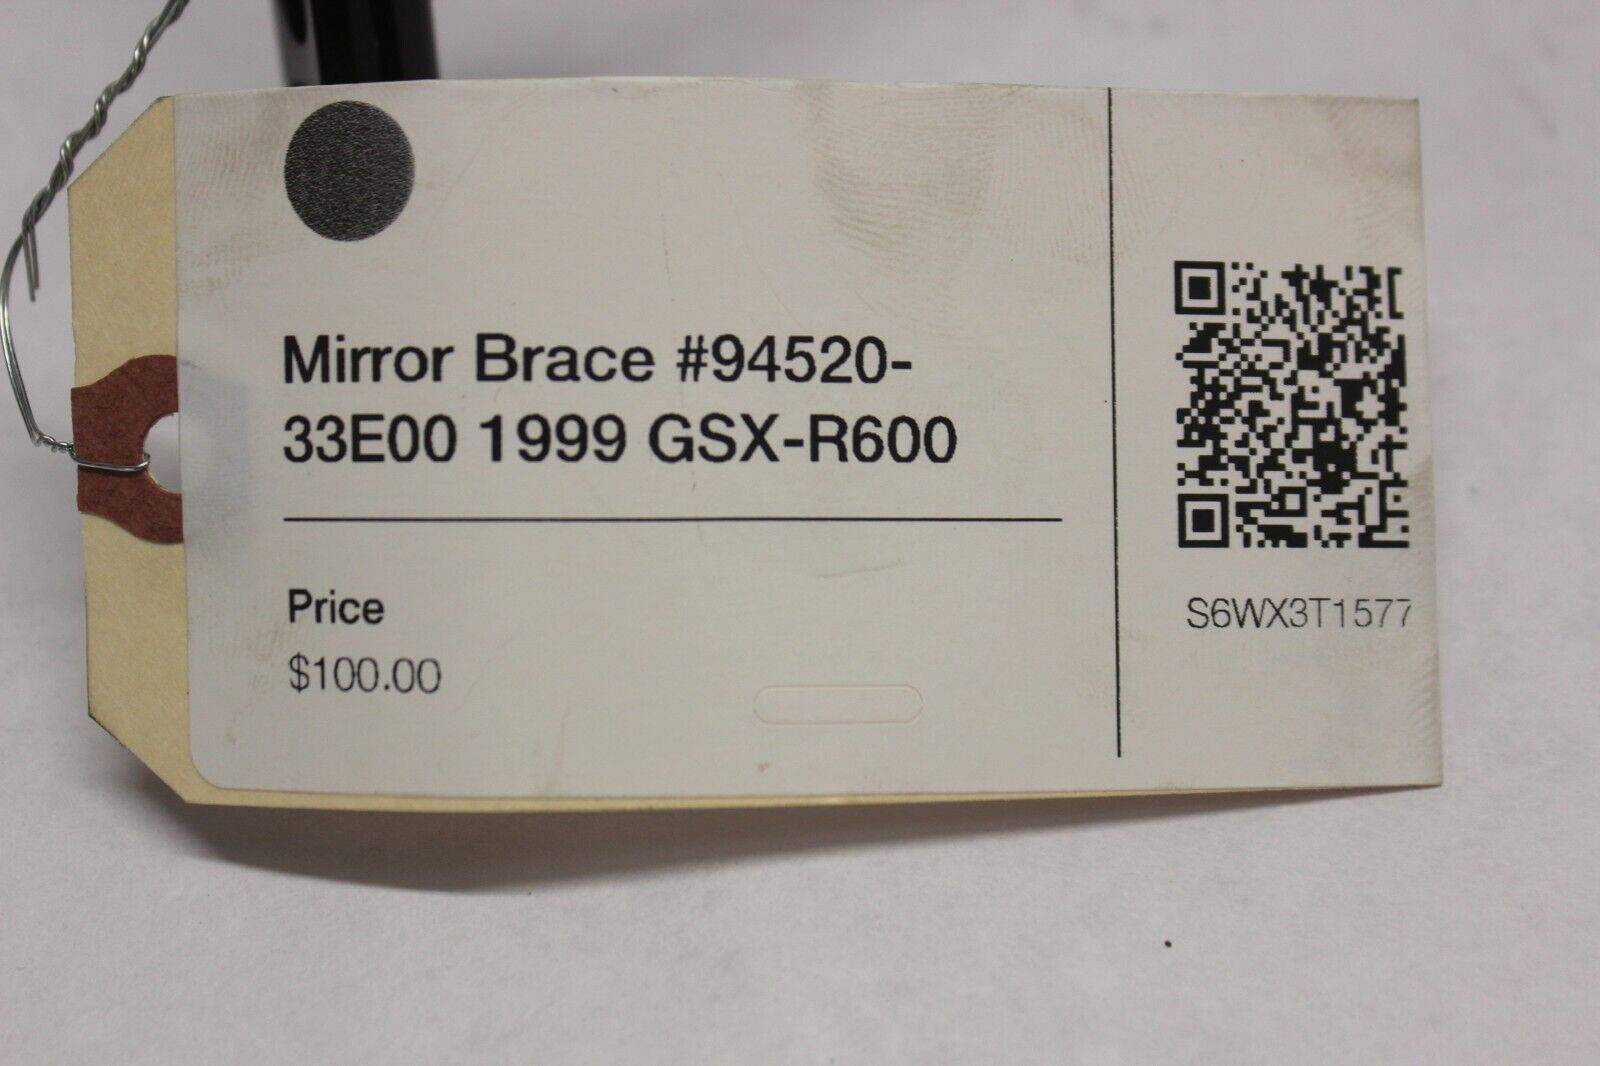 Mirror Brace #94520-
33E00 1999 GSX-R600
Price
$100.00
S6WX3T1577